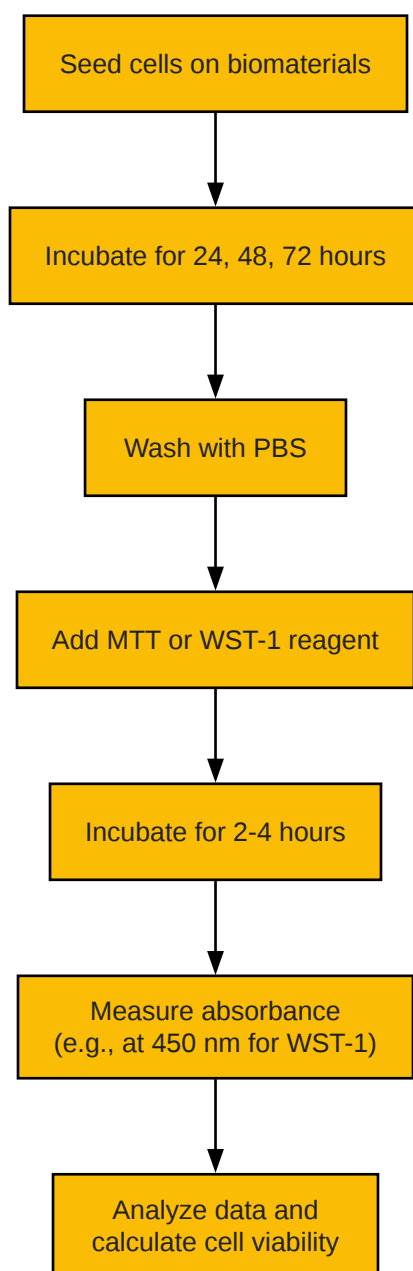 Seed cells on biomaterials
Incubate for 24, 48, 72 hours
Wash with PBS
Add MTT or WST-1 reagent
Incubate for 2-4 hours
Measure absorbance
(e.g., at 450 nm for WST-1)
Analyze data and
calculate cell viability